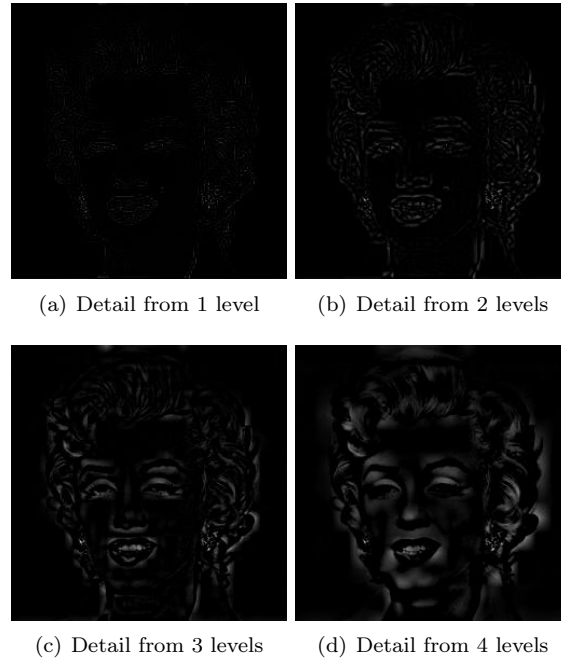 (a) Detail from 1 level
(b) Detail from 2 levels
(c) Detail from 3 levels
(d) Detail from 4 levels